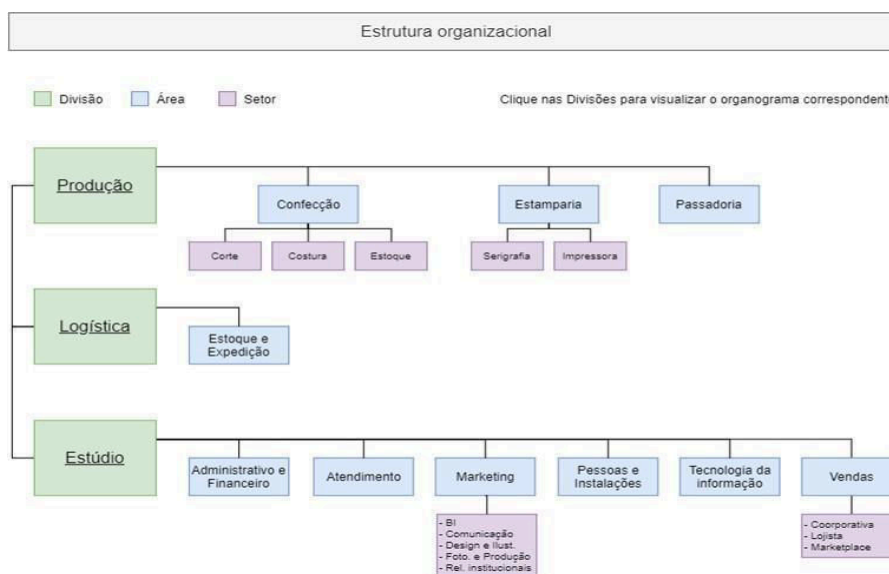 Estrutura organizacional
Divisão
Área
Setor
Clique nas Divisões para visualizar o organograma correspondente
Produção
Confecção
Estamparia
Passadoria
Corte
Costura
Estoque
Serigrafia
Impressora
Logística
Estoque e
Expedição
Estúdio
Administrativo e
Financeiro
Atendimento
Marketing
Pessoas e
Instalações
Tecnologia da
informação
Vendas
- BI
- Comunicação
- Design e Ilust.
- Foto. e Produção
- Rel. institucionais
- Coorporativa
- Lojista
- Marketplace